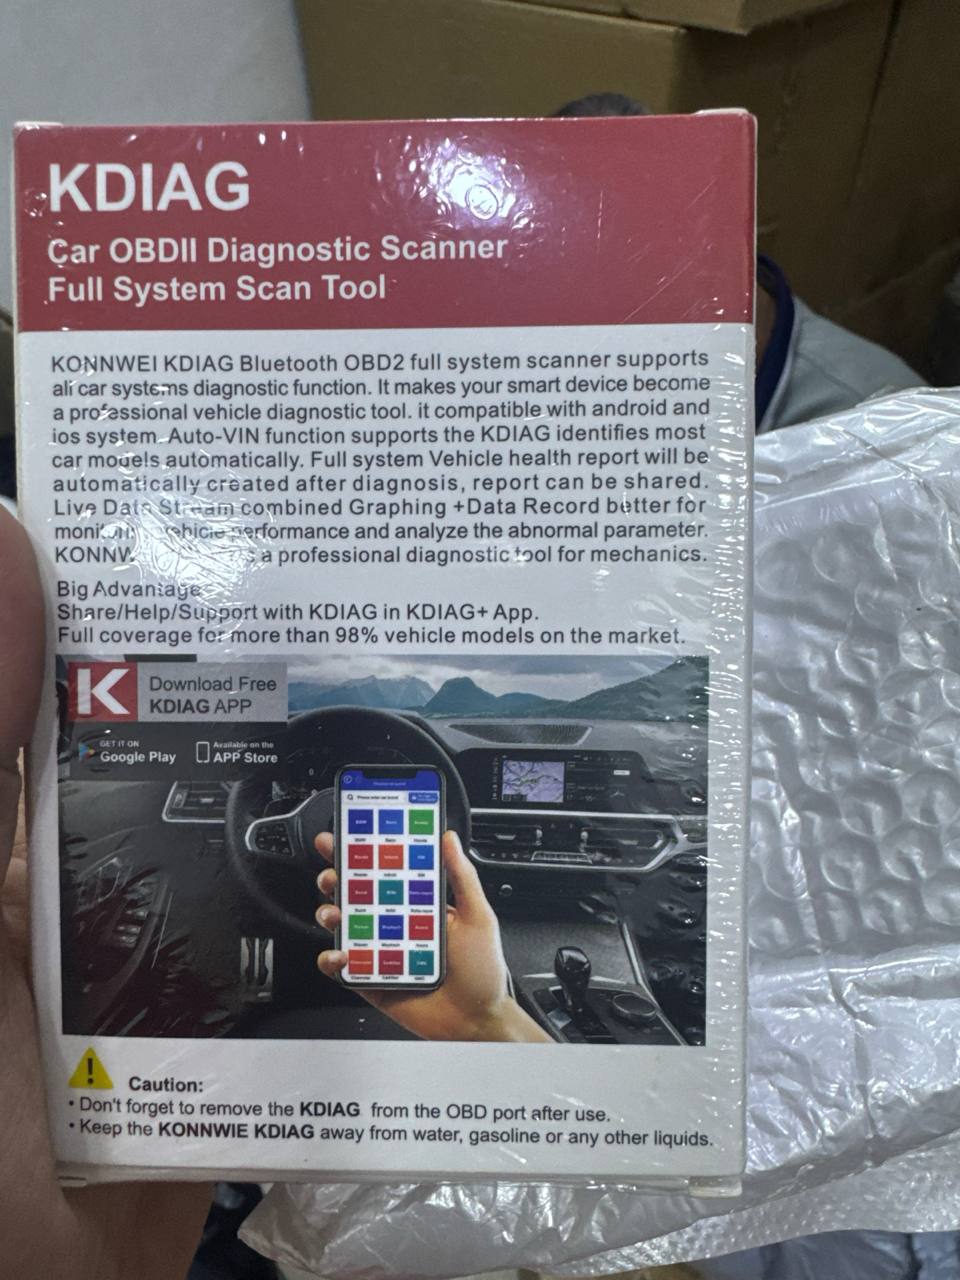 KDIAG
Car OBDII Diagnostic Scanner
Full System Scan Tool
KONNWEI KDIAG Bluetooth OBD2 full system scanner supports
all car systems diagnostic function. It makes your smart device become
a professional vehicle diagnostic tool. it compatible with android and
ios system. Auto-VIN function supports the KDIAG identifies most
car models automatically. Full system Vehicle health report will be
automatically created after diagnosis, report can be shared.
Live Data Stream combined Graphing +Data Record better for
vehicle performance and analyze the abnormal parameter.
a professional diagnostic tool for mechanics.
Big Advantage
Share/Help/Support with KDIAG in KDIAG+ App.
Full coverage for more than 98% vehicle models on the market.
K
Download Free
KDIAG APP
GET IT ON
Google Play
Available on the
APP Store
Caution:
• Don't forget to remove the KDIAG from the OBD port after use.
• Keep the KONNWIE KDIAG away from water, gasoline or any other liquids.